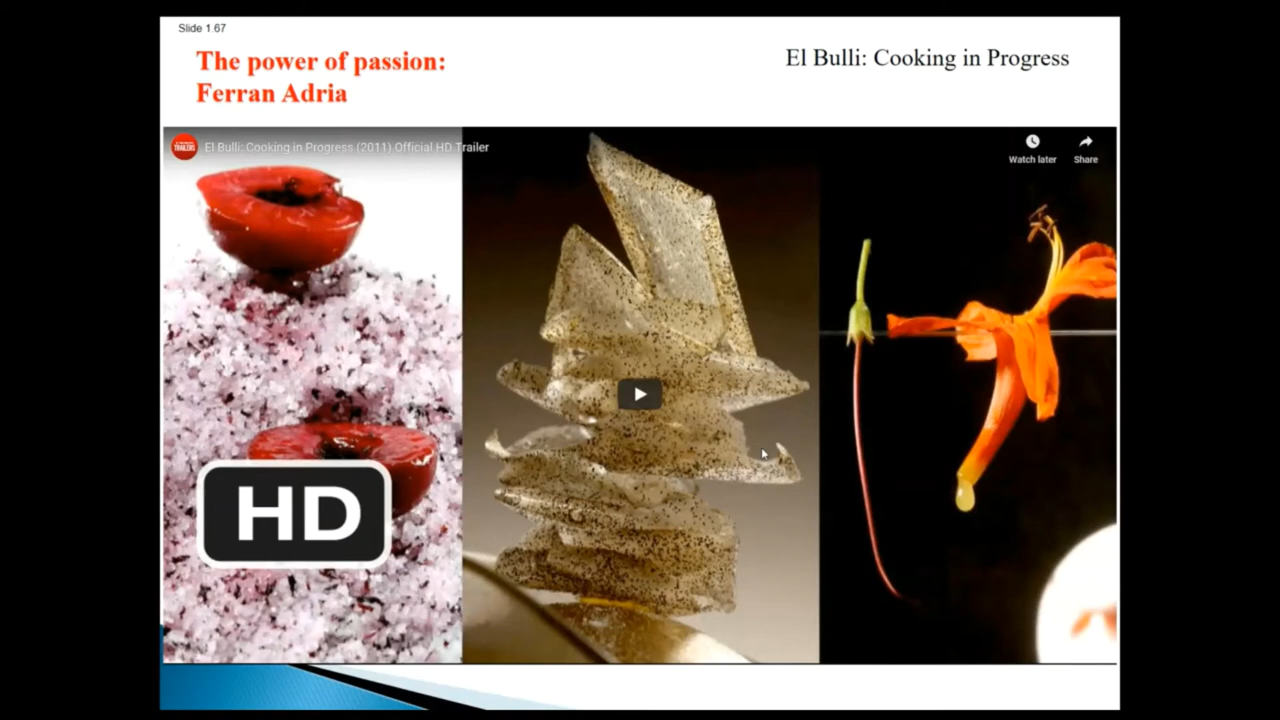 Slide 1.67
The power of passion:
Ferran Adria
El Bulli: Cooking in Progress
TRAILERS
El Bulli: Cooking in Progress (2011) Official HD Trailer
Watch later
Share
HD